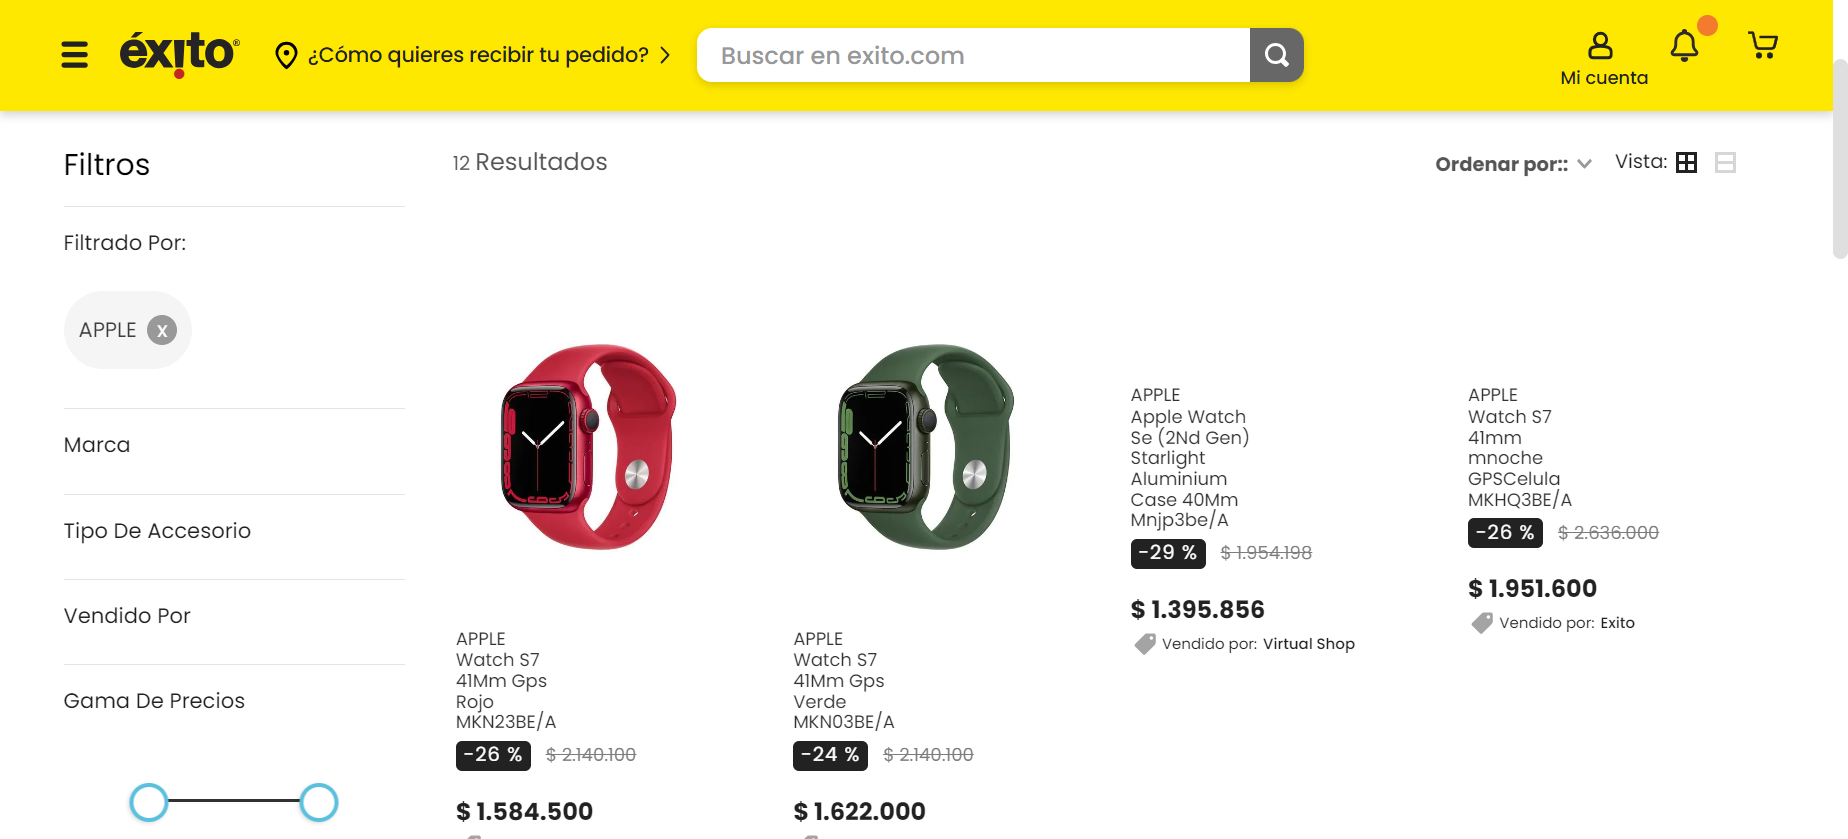 éxito®
¿Cómo quieres recibir tu pedido?
Buscar en exito.com
Mi cuenta
Filtros
12 Resultados
Ordenar por::
Vista:
Filtrado Por:
APPLE x
Marca
Tipo De Accesorio
Vendido Por
Gama De Precios
APPLE
Watch S7
41Mm Gps
Rojo
MKN23BE/A
-26 % $ 2.140.100
$ 1.584.500
APPLE
Watch S7
41Mm Gps
Verde
MKN03BE/A
-24 % $ 2.140.100
$ 1.622.000
APPLE
Apple Watch
Se (2Nd Gen)
Starlight
Aluminium
Case 40Mm
Mnjp3be/A
-29 % $ 1.954.198
$ 1.395.856
Vendido por: Virtual Shop
APPLE
Watch S7
41mm
mnoche
GPSCelula
MKHQ3BE/A
-26 % $ 2.636.000
$ 1.951.600
Vendido por: Exito